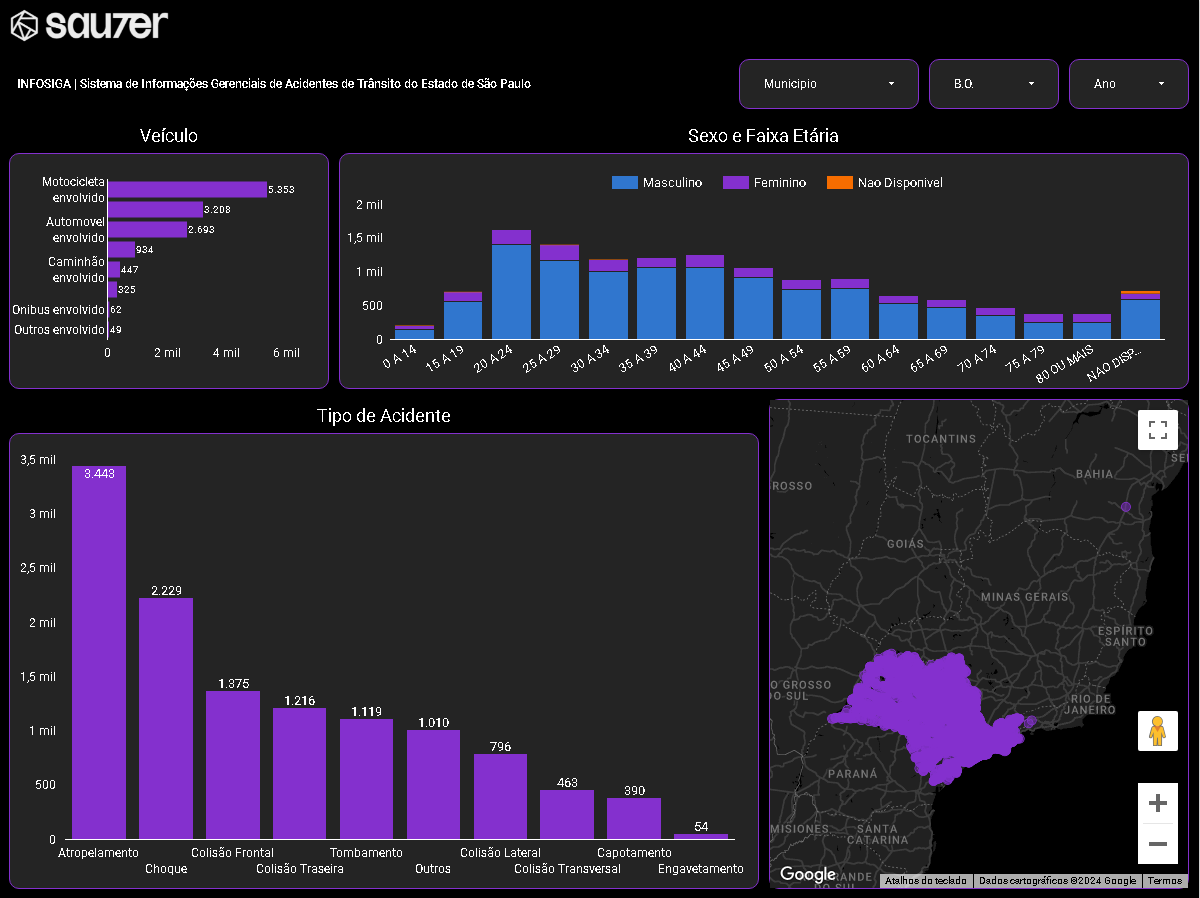 sauzer
INFOSIGA | Sistema de Informações Gerenciais de Acidentes de Trânsito do Estado de São Paulo
Municipio
B.O.
Ano
Veículo
Motocicleta
envolvido
Automovel
envolvido
Caminhão
envolvido
Onibus envolvido
Outros envolvido
5.353
3.208
2.693
934
447
325
62
49
0
2 mil
4 mil
6 mil
Sexo e Faixa Etária
Masculino
Feminino
Nao Disponivel
2 mil
1,5 mil
1 mil
500
0
0 A 14
15 A 19
20 A 24
25 A 29
30 A 34
35 A 39
40 A 44
45 A 49
50 A 54
55 A 59
60 A 64
65 A 69
70 A 74
75 A 79
80 OU MAIS
NAO DISP...
Tipo de Acidente
3,5 mil
3 mil
2,5 mil
2 mil
1,5 mil
1 mil
500
0
3.443
2.229
1.375
1.216
1.119
1.010
796
463
390
54
Atropelamento
Choque
Colisão Frontal
Colisão Traseira
Tombamento
Outros
Colisão Lateral
Colisão Transversal
Capotamento
Engavetamento
TOCANTINS
SE
BAHIA
ROSSO
GOIÁS
MINAS GERAIS
ESPÍRITO
SANTO
O GROSSO
DO SUL
RIO DE
JANEIRO
PARANÁ
MISIONES
SANTA
CATARINA
RANDE
DO SUL
Google
Atalhos do teclado
Dados cartográficos ©2024 Google
Termos